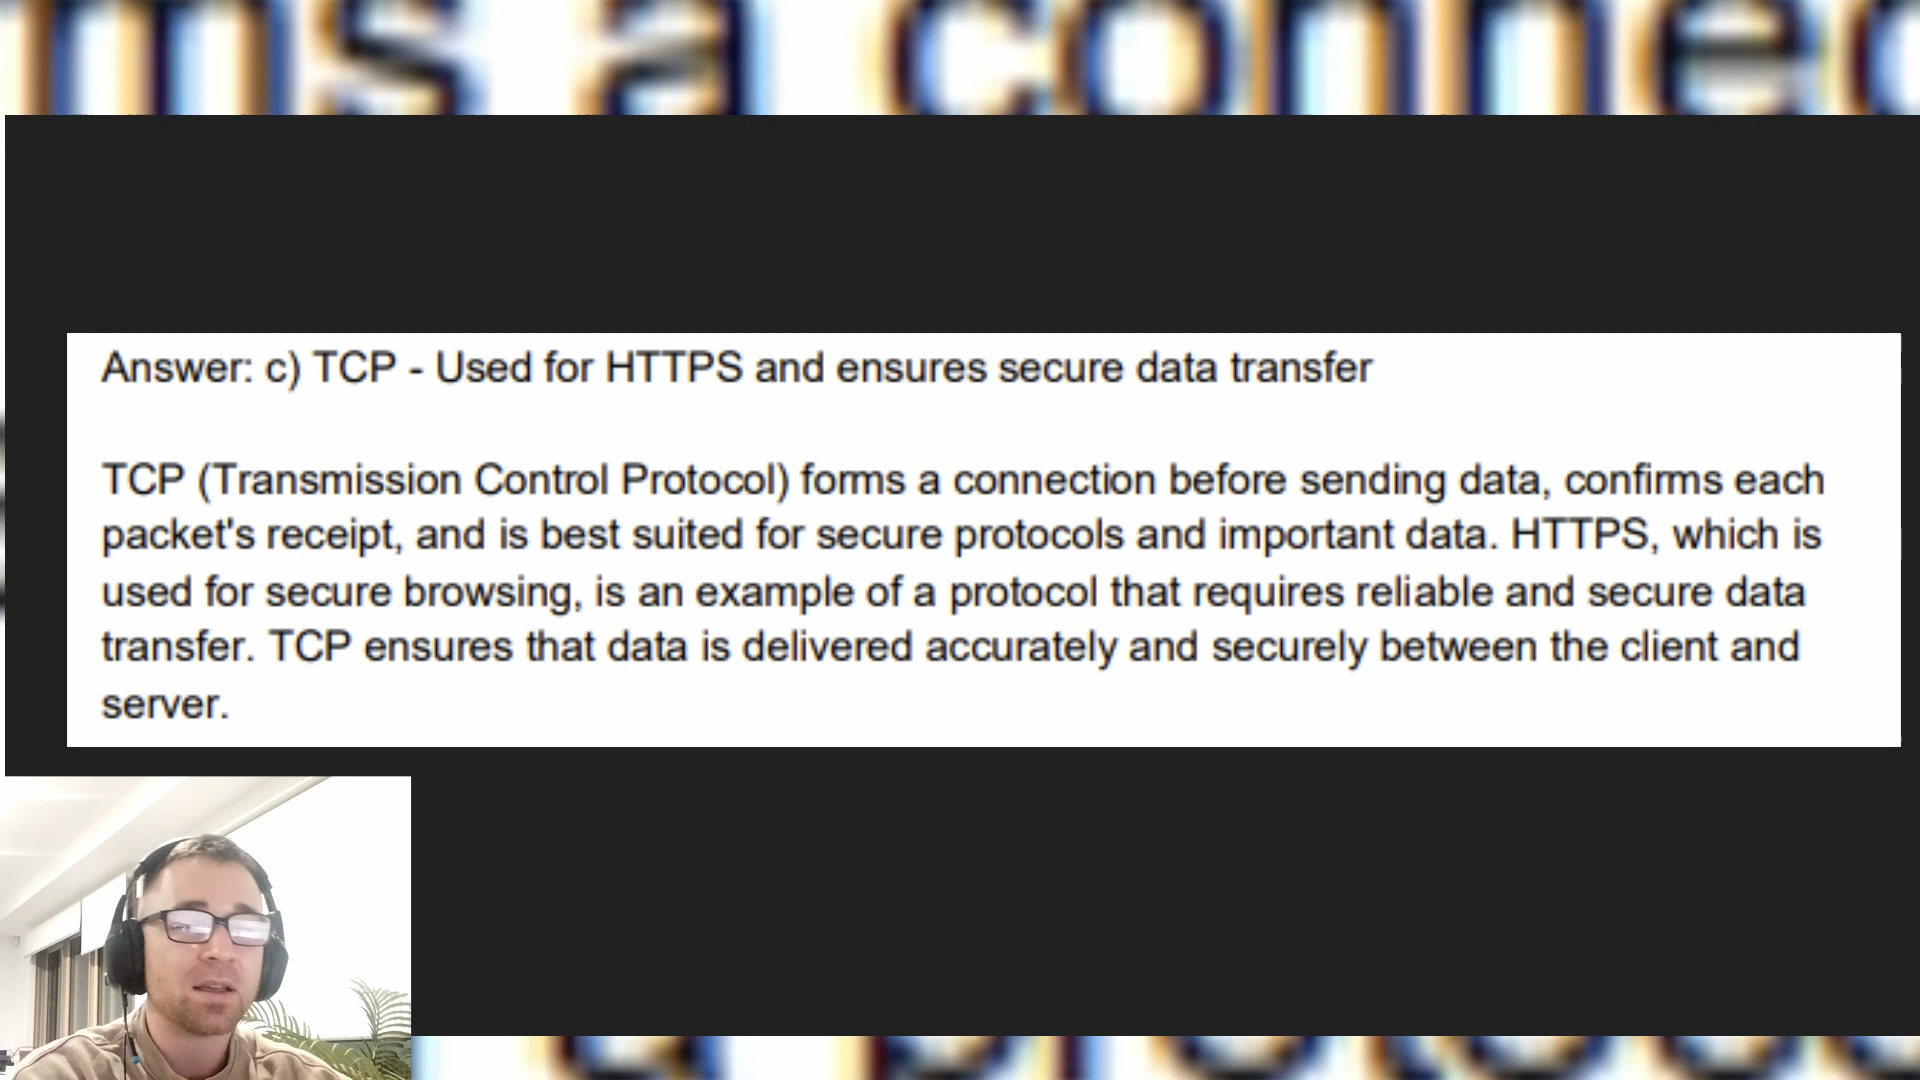 ms a connec
Answer: c) TCP - Used for HTTPS and ensures secure data transfer
TCP (Transmission Control Protocol) forms a connection before sending data, confirms each
packet's receipt, and is best suited for secure protocols and important data. HTTPS, which is
used for secure browsing, is an example of a protocol that requires reliable and secure data
transfer. TCP ensures that data is delivered accurately and securely between the client and
server.